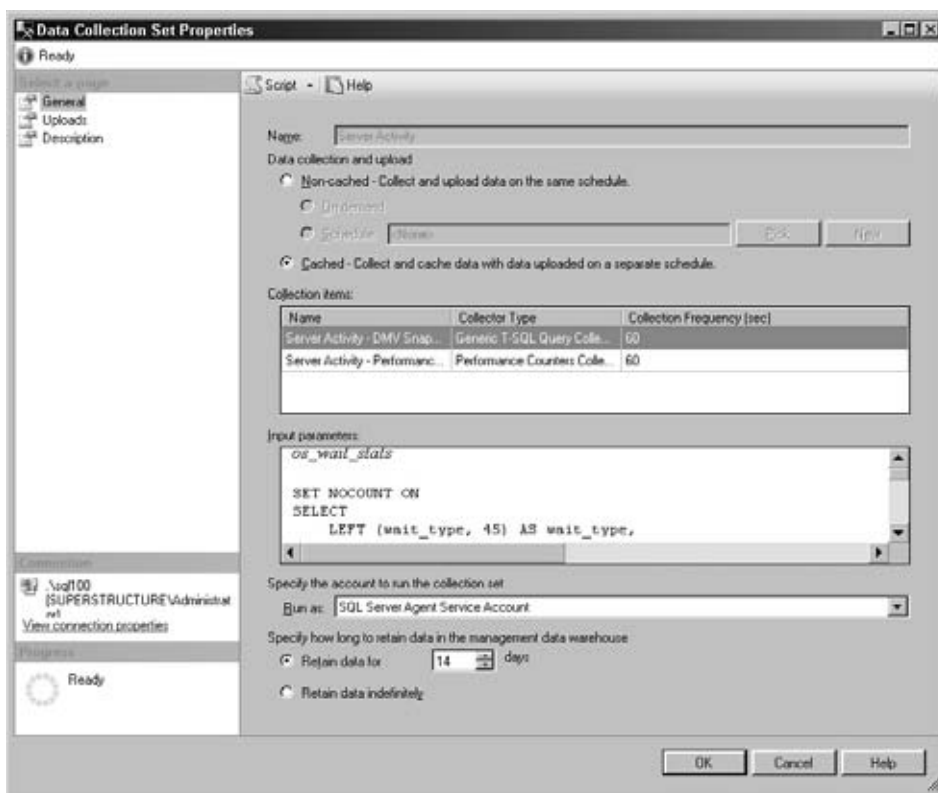 Data Collection Set Properties
Ready
Select a page
General
Uploads
Description
Script
Help
Name:
Server Activity
Data collection and upload
Non-cached - Collect and upload data on the same schedule.
On demand
Schedule
<None>
Pick
New
Cached - Collect and cache data with data uploaded on a separate schedule.
Collection items:
Name Collector Type Collection Frequency (sec)
Server Activity - DMV Snap... Generic T-SQL Query Colle... 60
Server Activity - Performanc... Performance Counters Colle... 60
Input parameters:
os_wait_stats
SET NOCOUNT ON
SELECT
LEFT (wait_type, 45) AS wait_type,
Connection
.\sql100
[SUPERSTRUCTURE\Administrat
View connection properties
Progress
Ready
Specify the account to run the collection set
Run as: SQL Server Agent Service Account
Specify how long to retain data in the management data warehouse
Retain data for 14 days
Retain data indefinitely
OK
Cancel
Help